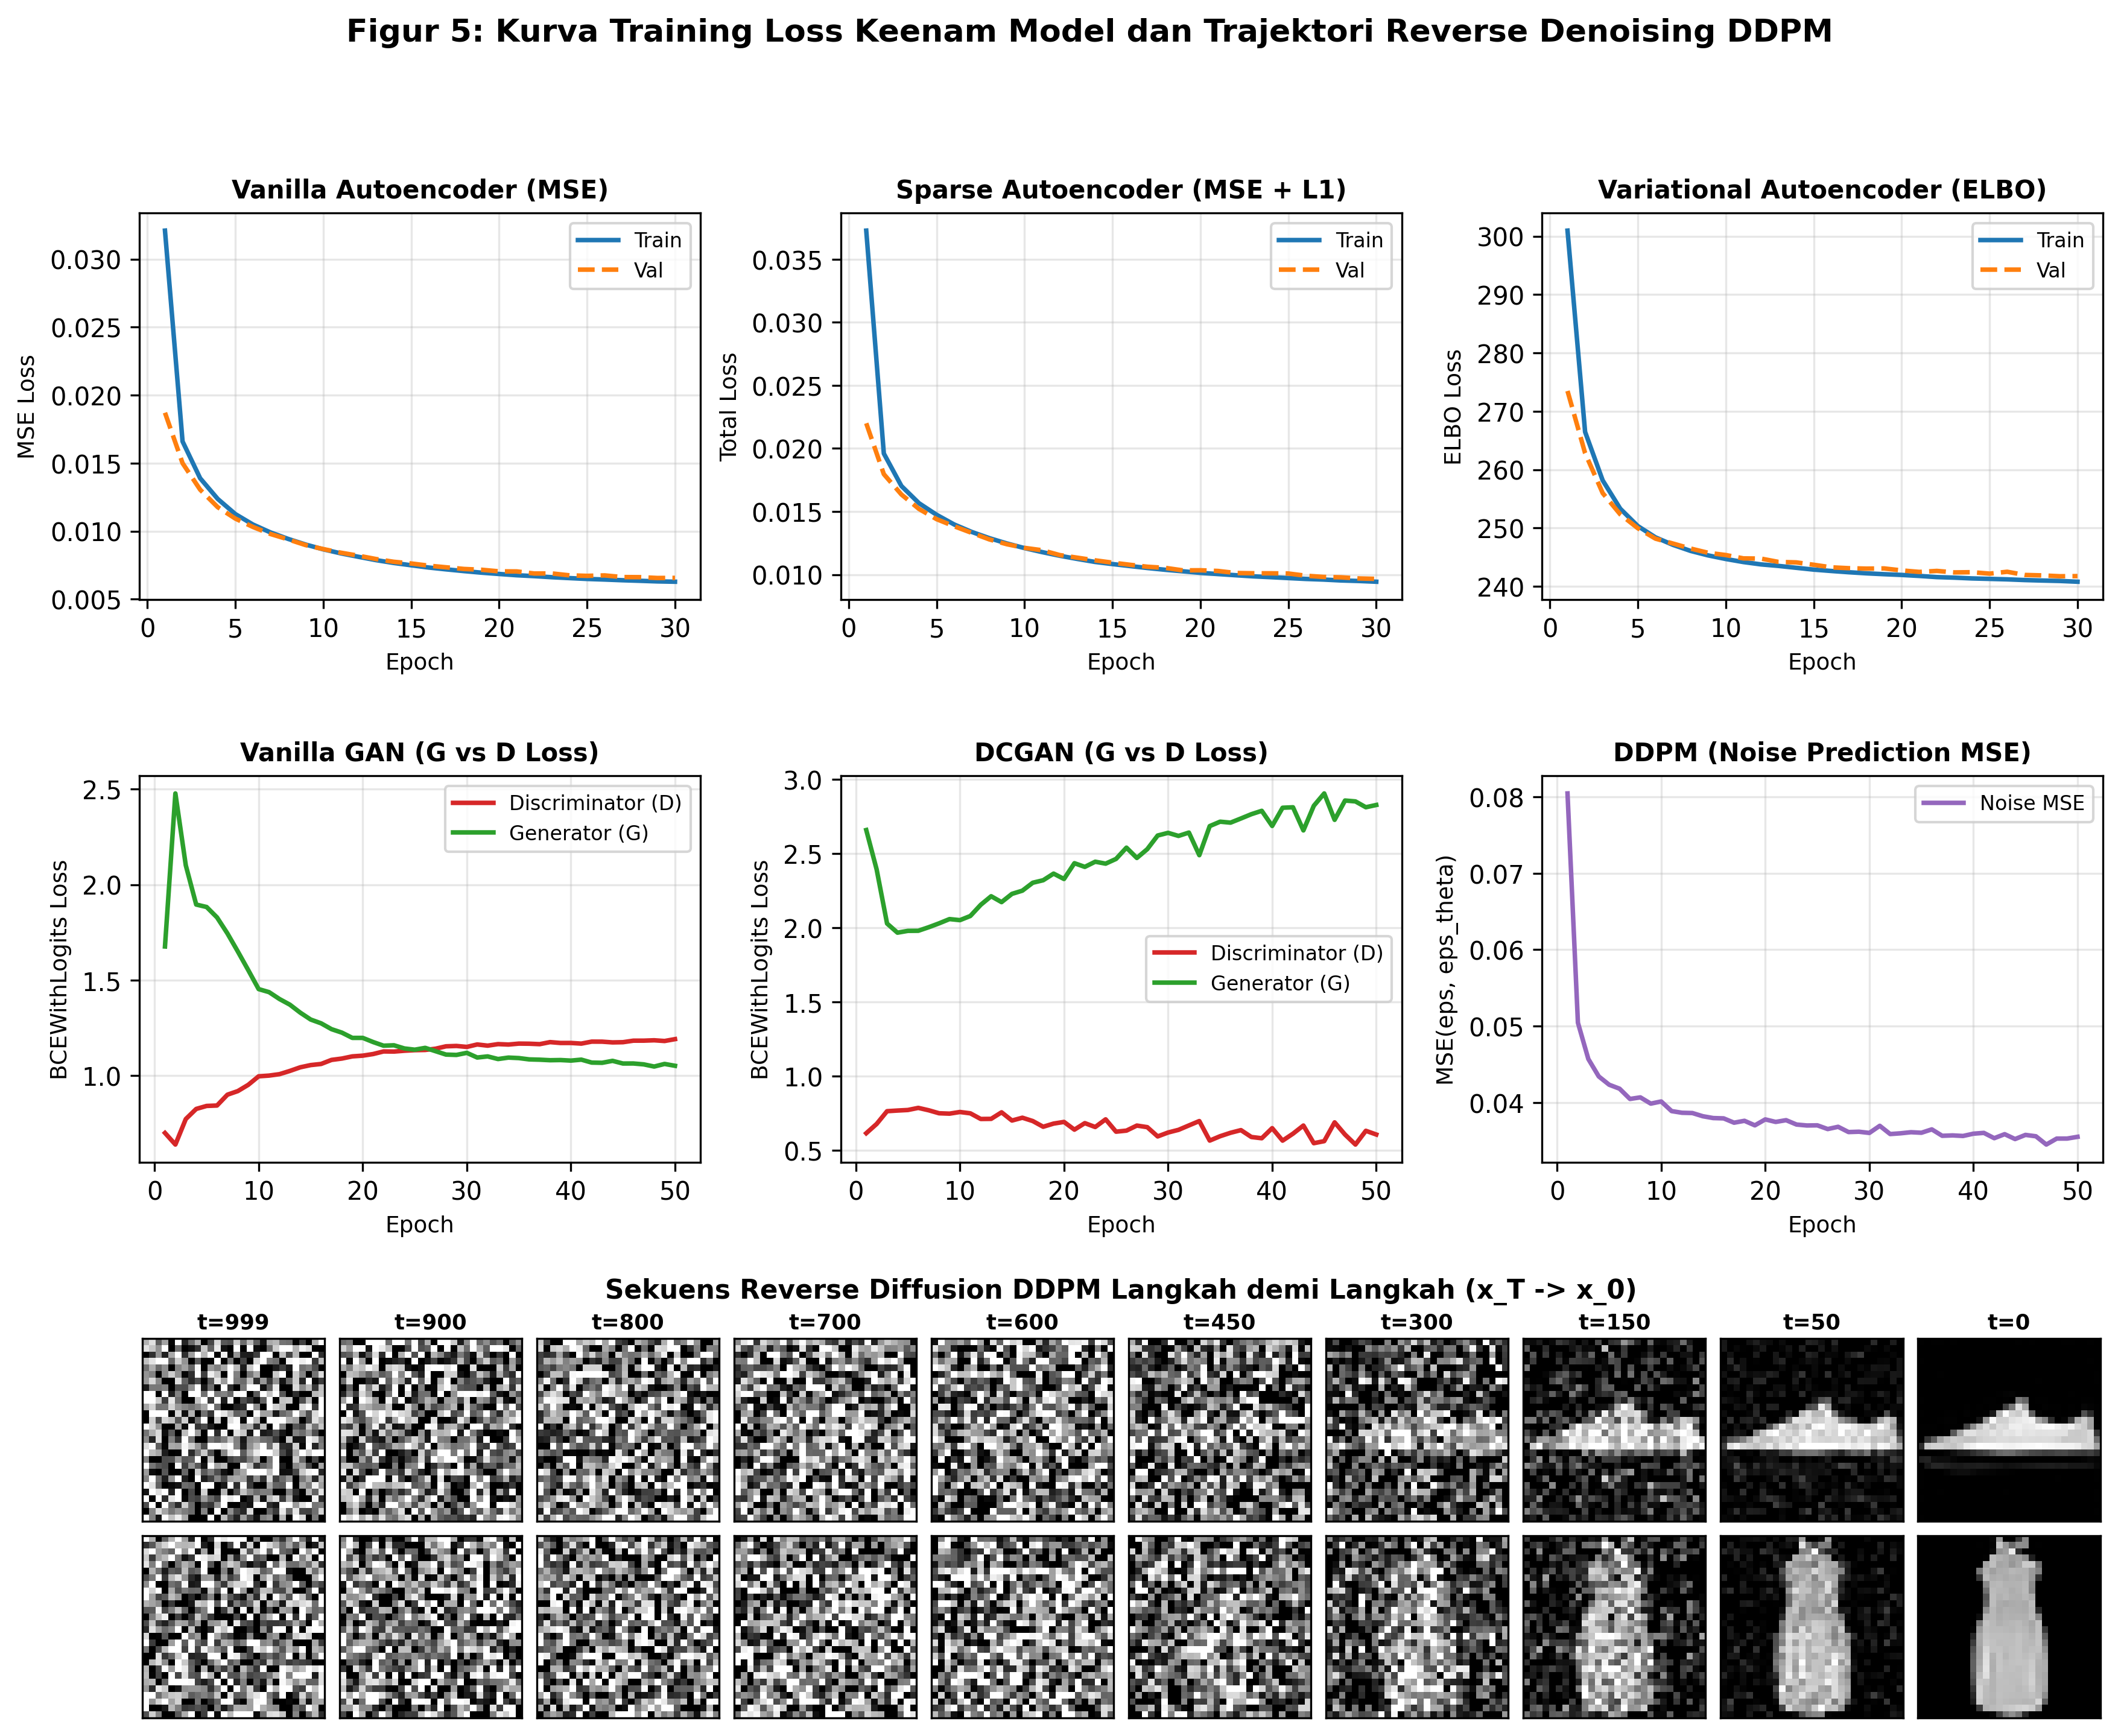 Figur 5: Kurva Training Loss Keenam Model dan Trajektori Reverse Denoising DDPM
Vanilla Autoencoder (MSE)
MSE Loss
0.030
0.025
0.020
0.015
0.010
0.005
Train
Val
0 5 10 15 20 25 30
Epoch
Sparse Autoencoder (MSE + L1)
Total Loss
0.035
0.030
0.025
0.020
0.015
0.010
Train
Val
0 5 10 15 20 25 30
Epoch
Variational Autoencoder (ELBO)
ELBO Loss
300
290
280
270
260
250
240
Train
Val
0 5 10 15 20 25 30
Epoch
Vanilla GAN (G vs D Loss)
BCEWithLogits Loss
2.5
2.0
1.5
1.0
Discriminator (D)
Generator (G)
0 10 20 30 40 50
Epoch
DCGAN (G vs D Loss)
BCEWithLogits Loss
3.0
2.5
2.0
1.5
1.0
0.5
Discriminator (D)
Generator (G)
0 10 20 30 40 50
Epoch
DDPM (Noise Prediction MSE)
MSE(eps, eps_theta)
0.08
0.07
0.06
0.05
0.04
Noise MSE
0 10 20 30 40 50
Epoch
Sekuens Reverse Diffusion DDPM Langkah demi Langkah (x_T -> x_0)
t=999 t=900 t=800 t=700 t=600 t=450 t=300 t=150 t=50 t=0